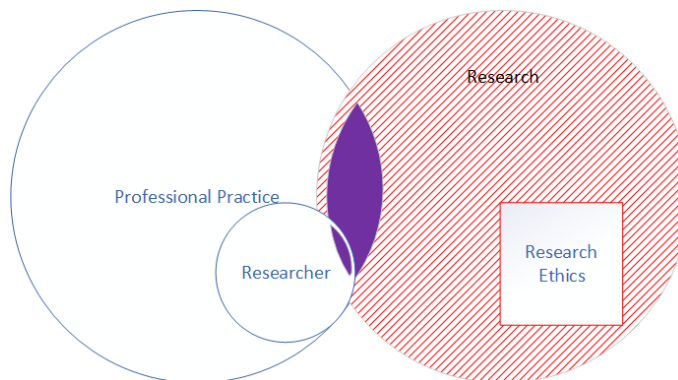 Research
Professional Practice
Researcher
Research
Ethics